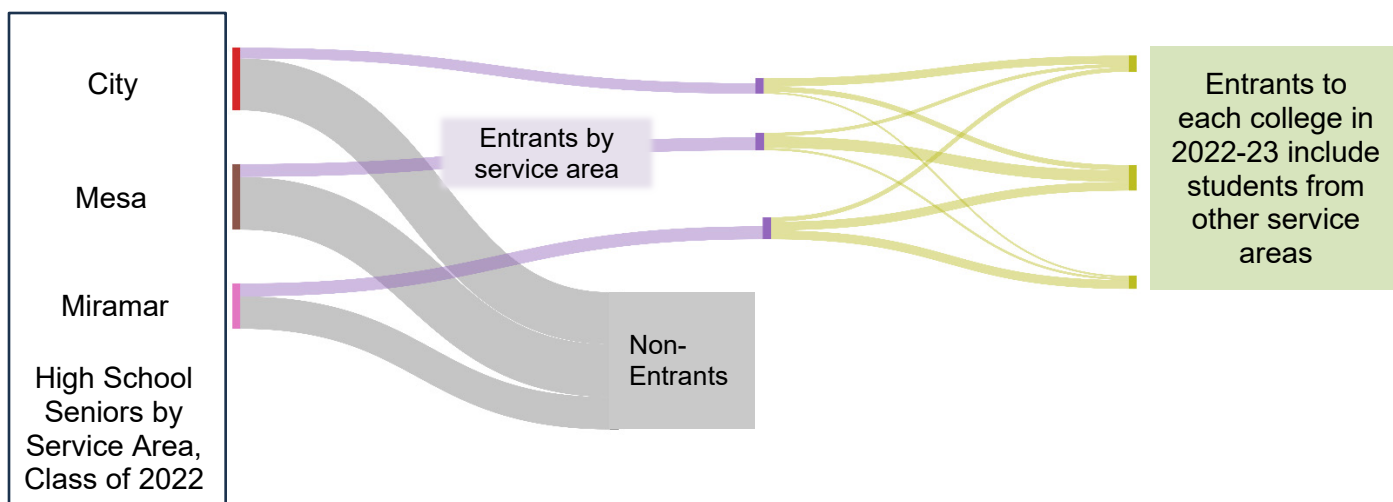 City
Mesa
Miramar
High School
Seniors by
Service Area,
Class of 2022
Entrants by
service area
Non-
Entrants
Entrants to
each college in
2022-23 include
students from
other service
areas